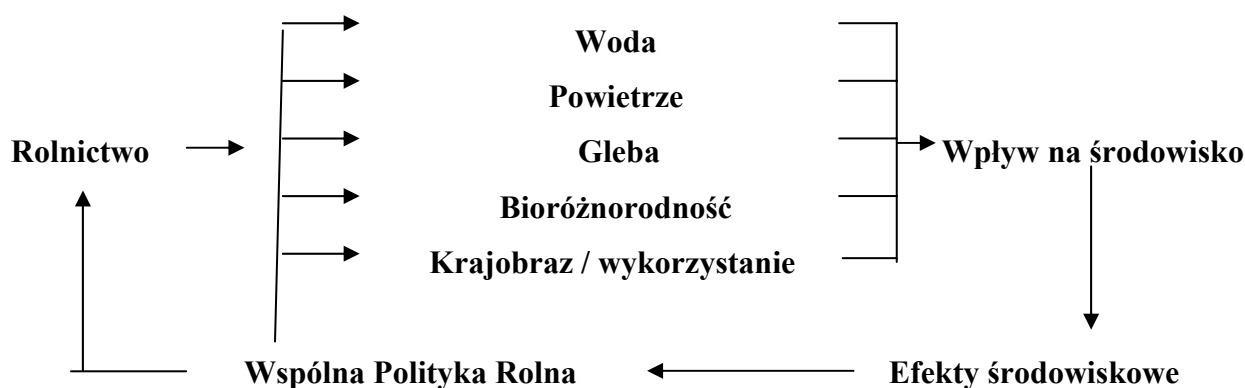 Woda
Powietrze
Rolnictwo
Gleba
Wpływ na środowisko
Bioróżnorodność
Krajobraz / wykorzystanie
Wspólna Polityka Rolna
Efekty środowiskowe